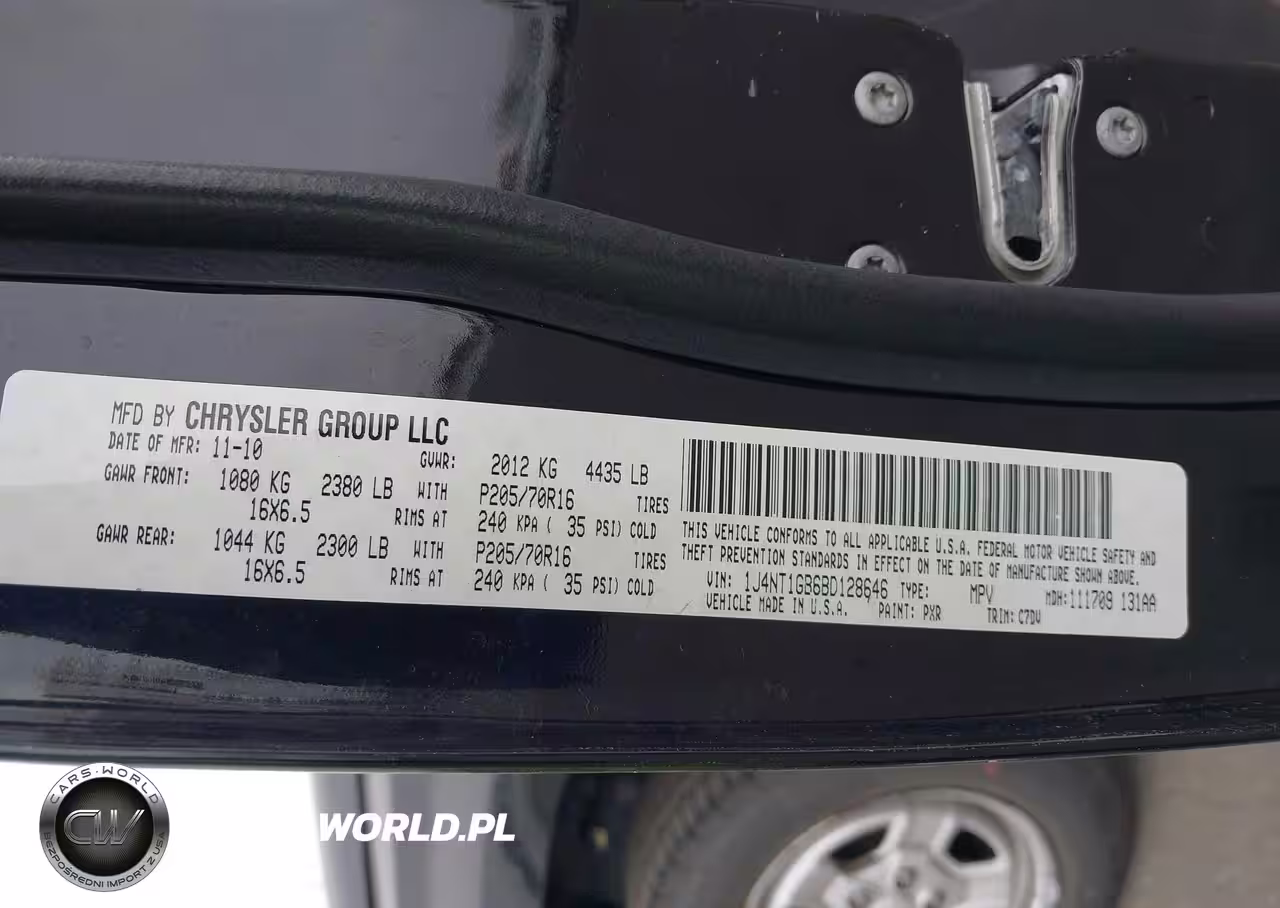 MFD BY CHRYSLER GROUP LLC
DATE OF MFR: 11-10 GVWR: 2012 KG 4435 LB
GAWR FRONT: 1080 KG 2380 LB WITH P205/70R16 TIRES
16X6.5 RIMS AT 240 KPA ( 35 PSI) COLD
GAWR REAR: 1044 KG 2300 LB WITH P205/70R16 TIRES
16X6.5 RIMS AT 240 KPA ( 35 PSI) COLD
THIS VEHICLE CONFORMS TO ALL APPLICABLE U.S.A. FEDERAL MOTOR VEHICLE SAFETY AND
THEFT PREVENTION STANDARDS IN EFFECT ON THE DATE OF MANUFACTURE SHOWN ABOVE.
VIN: 1J4NT1GB6BD128646 TYPE: MPV MDH:111709 131AA
VEHICLE MADE IN U.S.A. PAINT: PXR TRIM: C7DV
CARS-WORLD
CW
BEZPOŚREDNI IMPORT Z USA
WORLD.PL